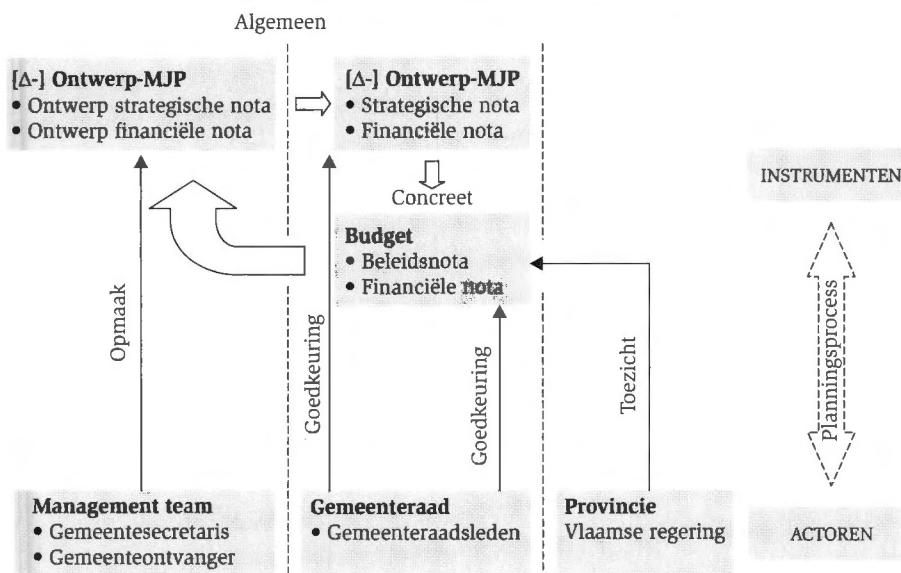 Algemeen
[Δ-] Ontwerp-MJP
• Ontwerp strategische nota
• Ontwerp financiële nota
[Δ-] Ontwerp-MJP
• Strategische nota
• Financiële nota
Concreet
Budget
• Beleidsnota
• Financiële nota
INSTRUMENTEN
Opmaak
Goedkeuring
Goedkeuring
Toezicht
Planningsprocess
Management team
• Gemeentesecretaris
• Gemeenteontvanger
Gemeenteraad
• Gemeenteraadsleden
Provincie
Vlaamse regering
ACTOREN